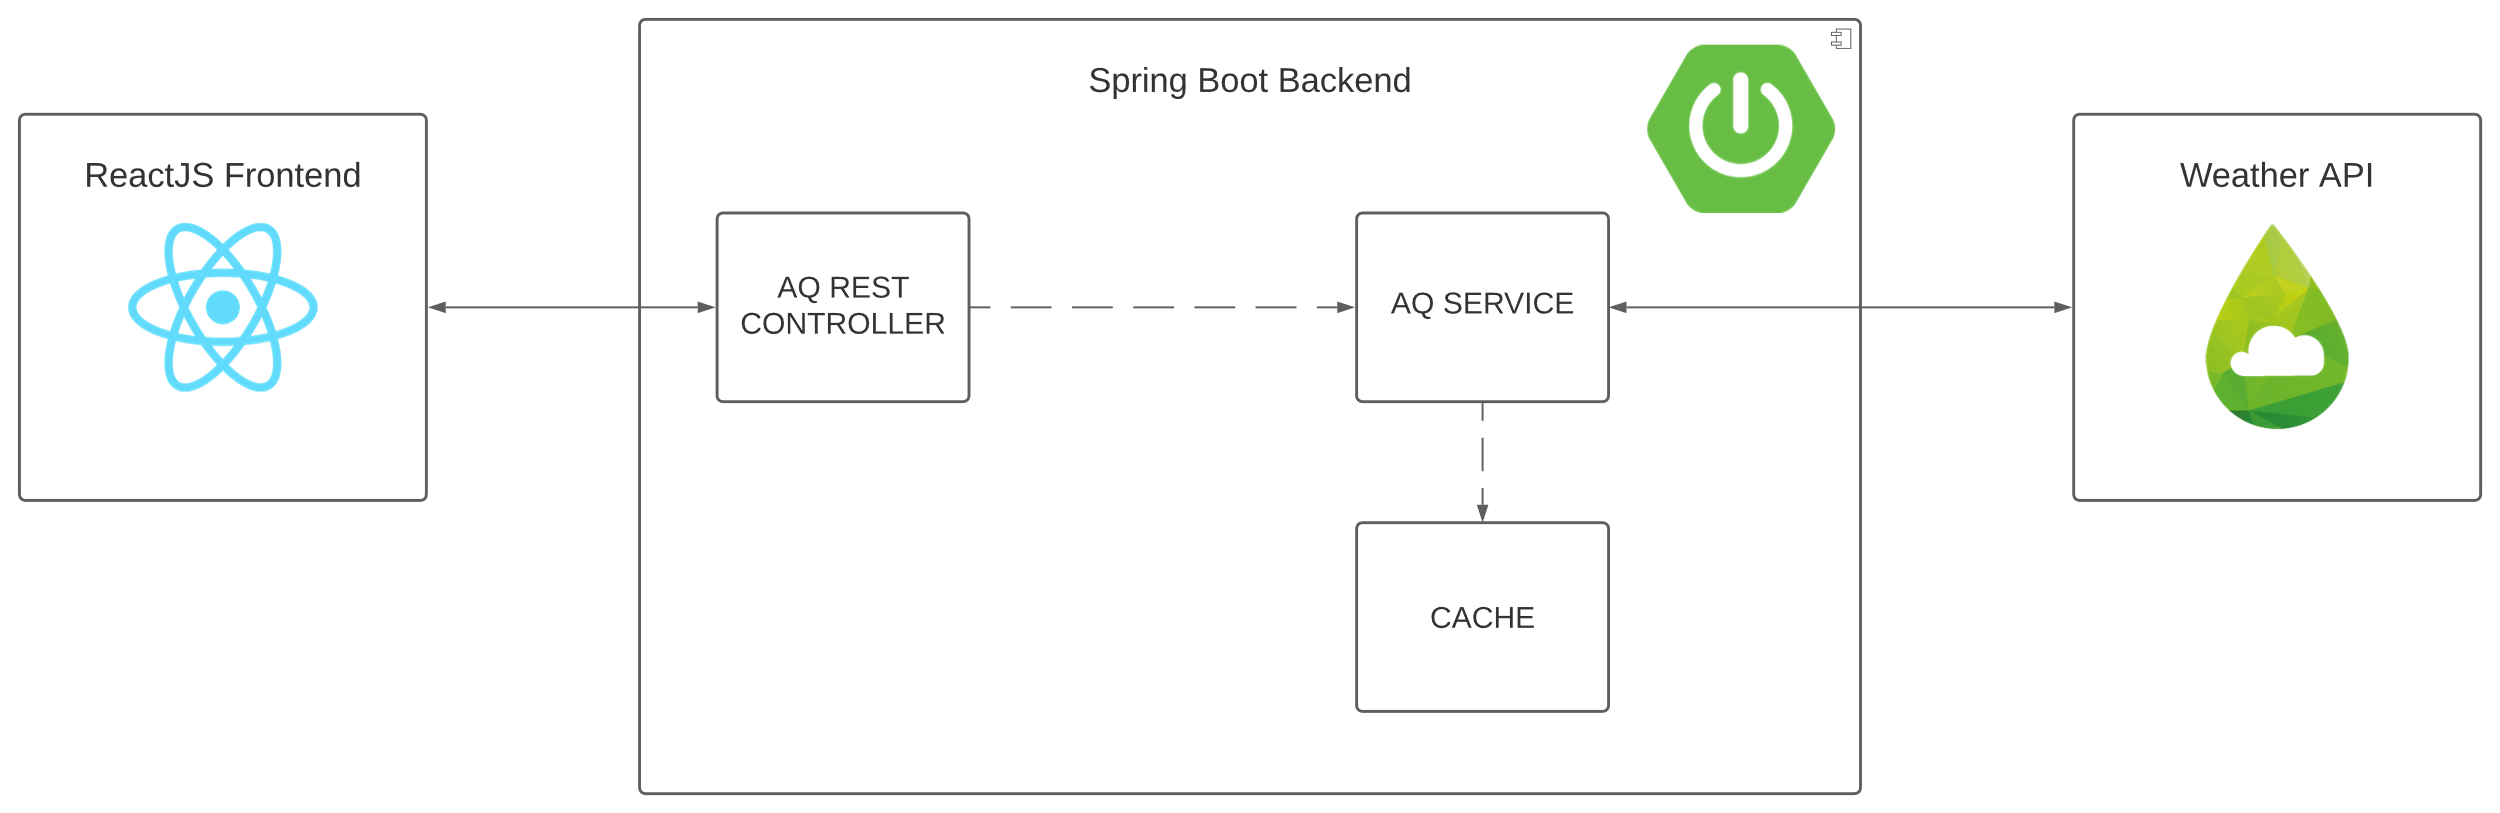 Spring Boot Backend
ReactJS Frontend
Weather API
AQ REST
CONTROLLER
AQ SERVICE
CACHE